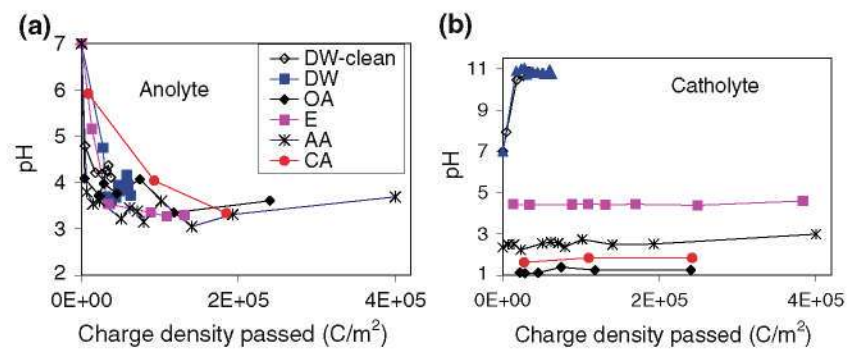 (a)
7
6
5
4
3
2
pH
Anolyte
DW-clean
DW
OA
E
AA
CA
0E+00
2E+05
4E+05
Charge density passed (C/m²)
(b)
11
9
7
5
3
1
pH
Catholyte
0E+00
2E+05
4E+05
Charge density passed (C/m²)